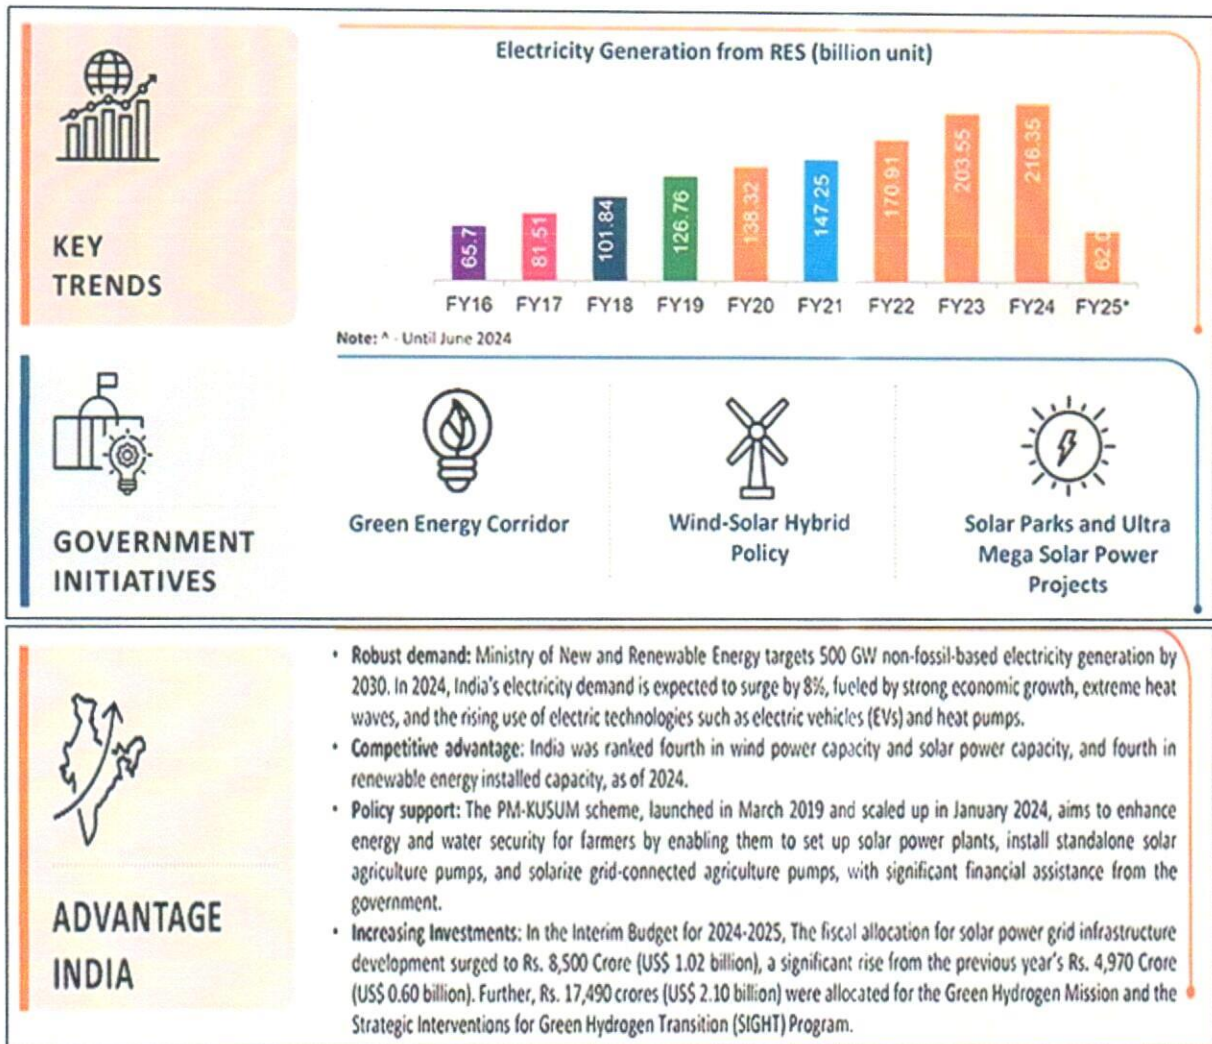 Electricity Generation from RES (billion unit)
65.7
81.51
101.84
126.76
138.32
147.25
170.91
203.55
216.35
62.0
FY16 FY17 FY18 FY19 FY20 FY21 FY22 FY23 FY24 FY25*
Note: ^ - Until June 2024
KEY
TRENDS
GOVERNMENT
INITIATIVES
Green Energy Corridor
Wind-Solar Hybrid
Policy
Solar Parks and Ultra
Mega Solar Power
Projects
ADVANTAGE
INDIA
• Robust demand: Ministry of New and Renewable Energy targets 500 GW non-fossil-based electricity generation by
2030. In 2024, India's electricity demand is expected to surge by 8%, fueled by strong economic growth, extreme heat
waves, and the rising use of electric technologies such as electric vehicles (EVs) and heat pumps.
• Competitive advantage: India was ranked fourth in wind power capacity and solar power capacity, and fourth in
renewable energy installed capacity, as of 2024.
• Policy support: The PM-KUSUM scheme, launched in March 2019 and scaled up in January 2024, aims to enhance
energy and water security for farmers by enabling them to set up solar power plants, install standalone solar
agriculture pumps, and solarize grid-connected agriculture pumps, with significant financial assistance from the
government.
• Increasing Investments: In the Interim Budget for 2024-2025, The fiscal allocation for solar power grid infrastructure
development surged to Rs. 8,500 Crore (US$ 1.02 billion), a significant rise from the previous year's Rs. 4,970 Crore
(US$ 0.60 billion). Further, Rs. 17,490 crores (US$ 2.10 billion) were allocated for the Green Hydrogen Mission and the
Strategic Interventions for Green Hydrogen Transition (SIGHT) Program.